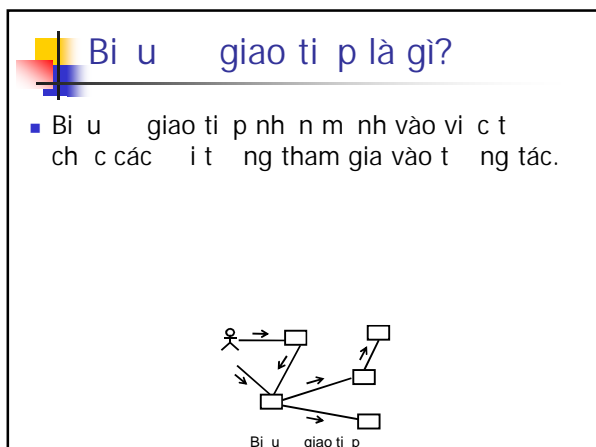 Bi u giao ti p là gì?
Bi u giao ti p nh n m nh vào vi c t
ch c các i t ng tham gia vào t ng tác.
Bi u giao ti p